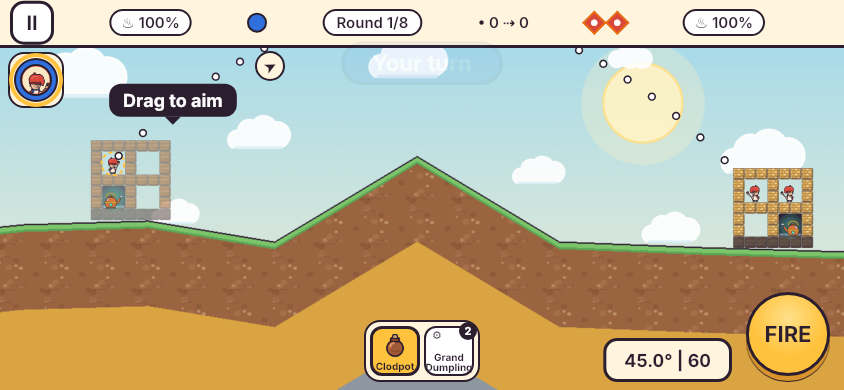 100%
Round 1/8
• 0 ⇢ 0
100%
Your turn
Drag to aim
2
Clodpot
Grand
Dumpling
45.0° | 60
FIRE